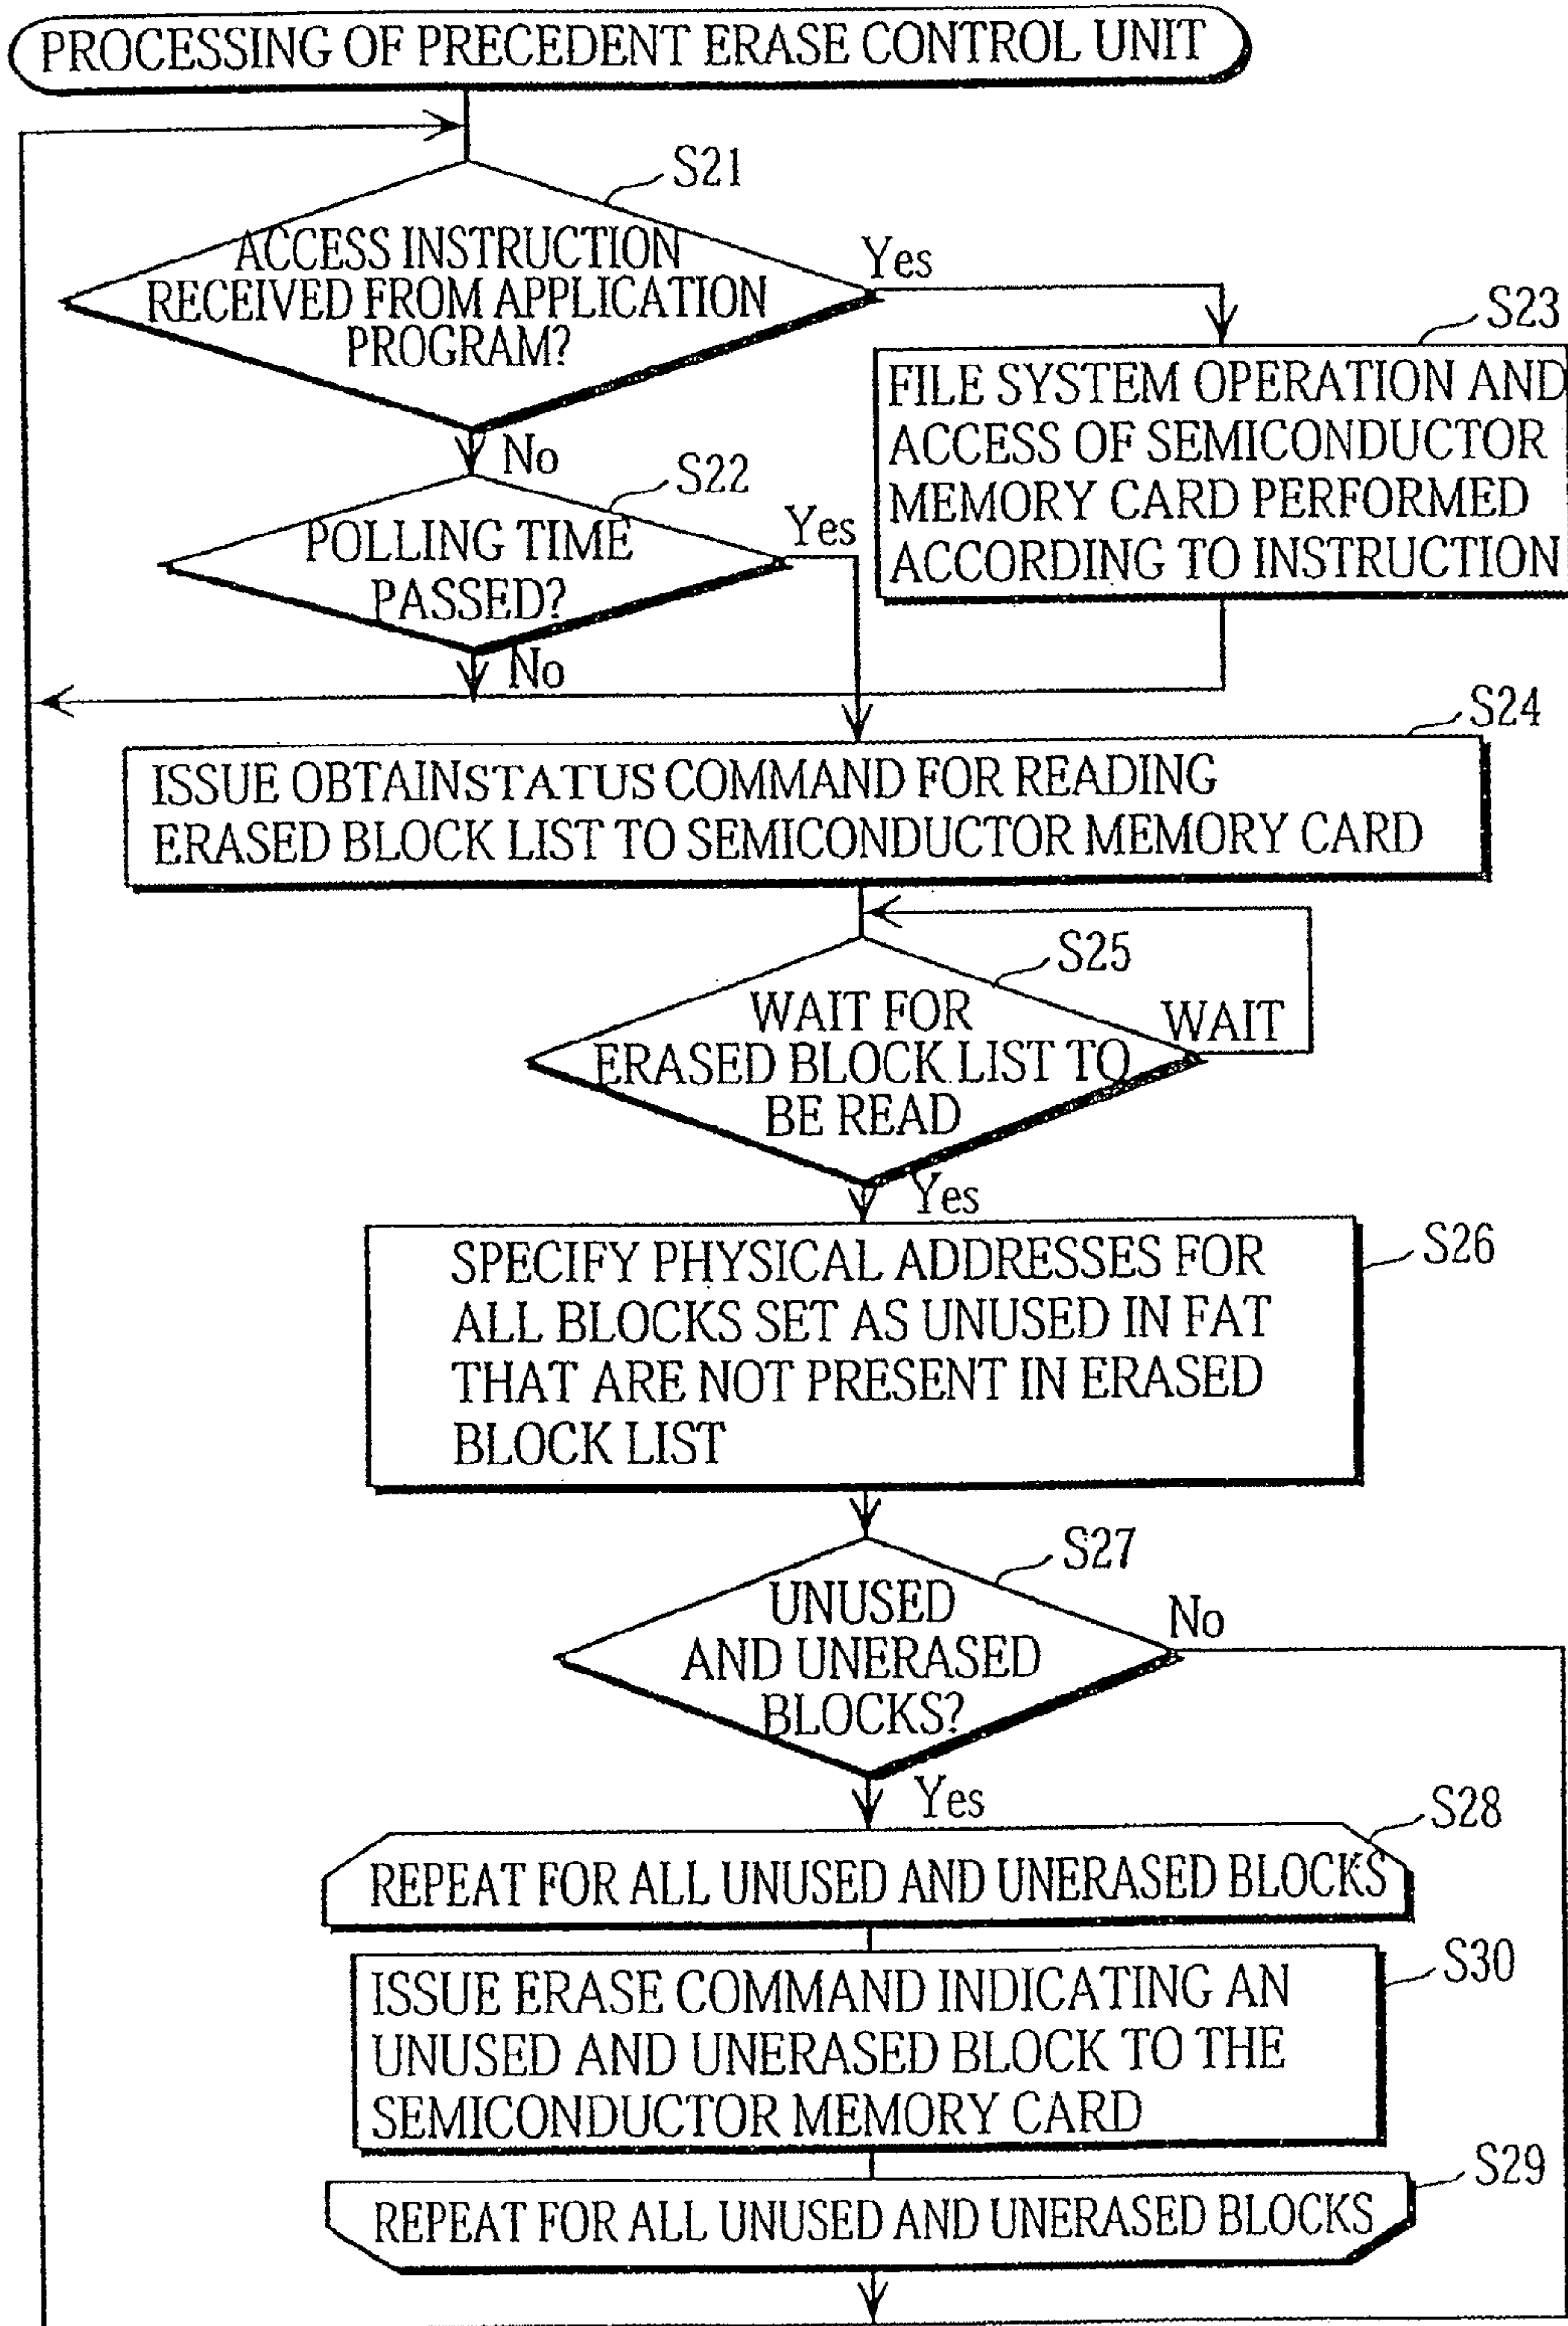 PROCESSING OF PRECEDENT ERASE CONTROL UNIT
S21
ACCESS INSTRUCTION
RECEIVED FROM APPLICATION
PROGRAM?
Yes
No
S23
FILE SYSTEM OPERATION AND
ACCESS OF SEMICONDUCTOR
MEMORY CARD PERFORMED
ACCORDING TO INSTRUCTION
S22
POLLING TIME
PASSED?
Yes
No
S24
ISSUE OBTAINSTATUS COMMAND FOR READING
ERASED BLOCK LIST TO SEMICONDUCTOR MEMORY CARD
S25
WAIT FOR
ERASED BLOCK LIST TO
BE READ
WAIT
Yes
S26
SPECIFY PHYSICAL ADDRESSES FOR
ALL BLOCKS SET AS UNUSED IN FAT
THAT ARE NOT PRESENT IN ERASED
BLOCK LIST
S27
UNUSED
AND UNERASED
BLOCKS?
No
Yes
S28
REPEAT FOR ALL UNUSED AND UNERASED BLOCKS
S30
ISSUE ERASE COMMAND INDICATING AN
UNUSED AND UNERASED BLOCK TO THE
SEMICONDUCTOR MEMORY CARD
S29
REPEAT FOR ALL UNUSED AND UNERASED BLOCKS